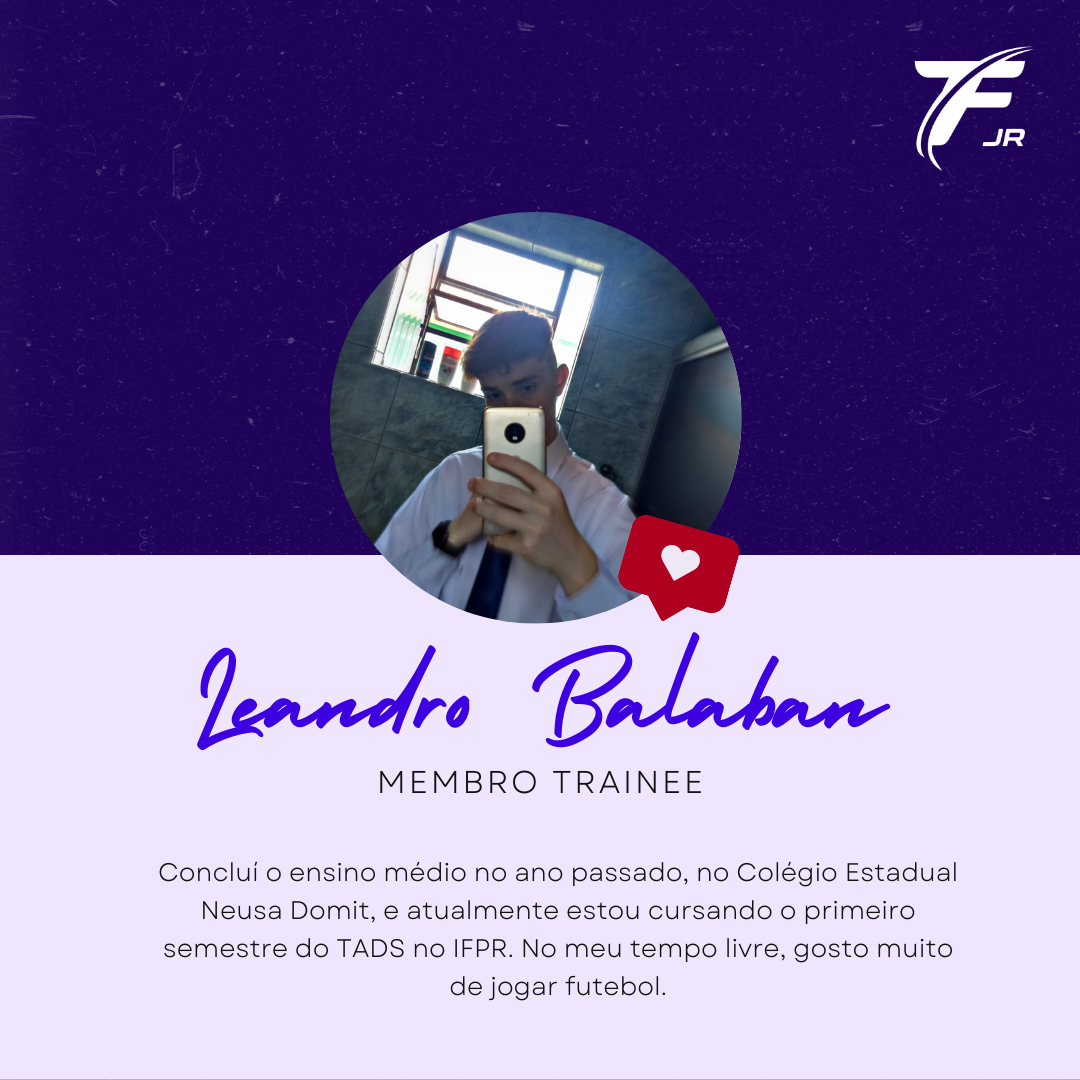 TF JR
Leandro Balaban
MEMBRO TRAINEE
Concluí o ensino médio no ano passado, no Colégio Estadual
Neusa Domit, e atualmente estou cursando o primeiro
semestre do TADS no IFPR. No meu tempo livre, gosto muito
de jogar futebol.